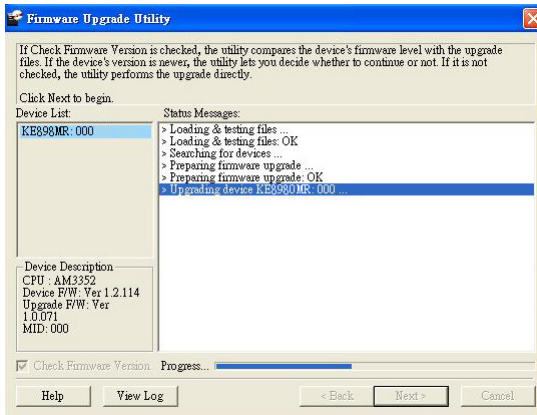 Firmware Upgrade Utility
If Check Firmware Version is checked, the utility compares the device's firmware level with the upgrade
files. If the device's version is newer, the utility lets you decide whether to continue or not. If it is not
checked, the utility performs the upgrade directly.
Click Next to begin.
Device List:
KE898MR: 000
Status Messages:
> Loading & testing files ...
> Loading & testing files: OK
> Searching for devices ...
> Preparing firmware upgrade ...
> Preparing firmware upgrade: OK
> Upgrading device KE8980MR: 000 ...
Device Description
CPU : AM3352
Device F/W: Ver 1.2.114
Upgrade F/W: Ver
1.0.071
MID: 000
Check Firmware Version
Progress...
Help
View Log
< Back
Next >
Cancel